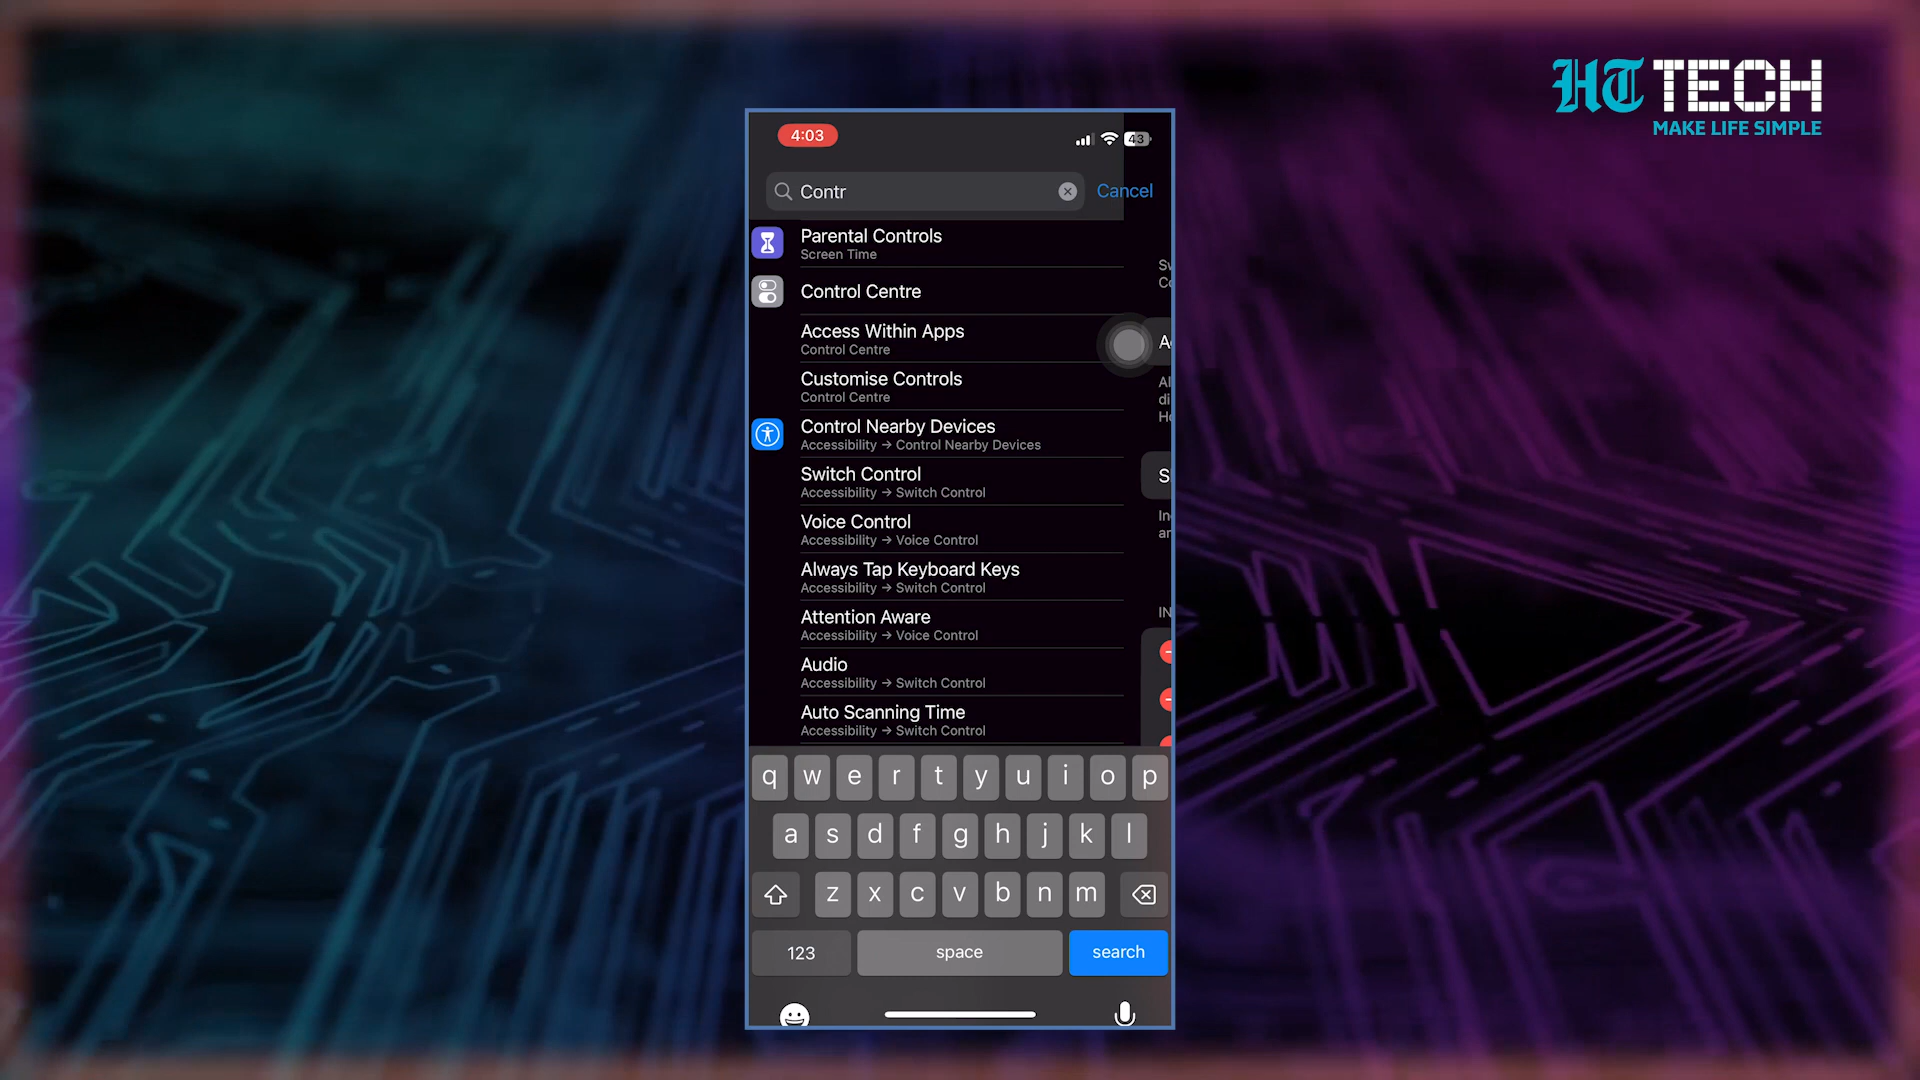 HT TECH
MAKE LIFE SIMPLE
4:03
43
Contr
Cancel
Parental Controls
Screen Time
Control Centre
Access Within Apps
Control Centre
Customise Controls
Control Centre
Control Nearby Devices
Accessibility → Control Nearby Devices
Switch Control
Accessibility → Switch Control
Voice Control
Accessibility → Voice Control
Always Tap Keyboard Keys
Accessibility → Switch Control
Attention Aware
Accessibility → Voice Control
Audio
Accessibility → Switch Control
Auto Scanning Time
Accessibility → Switch Control
q w e r t y u i o p
a s d f g h j k l
z x c v b n m
123 space search